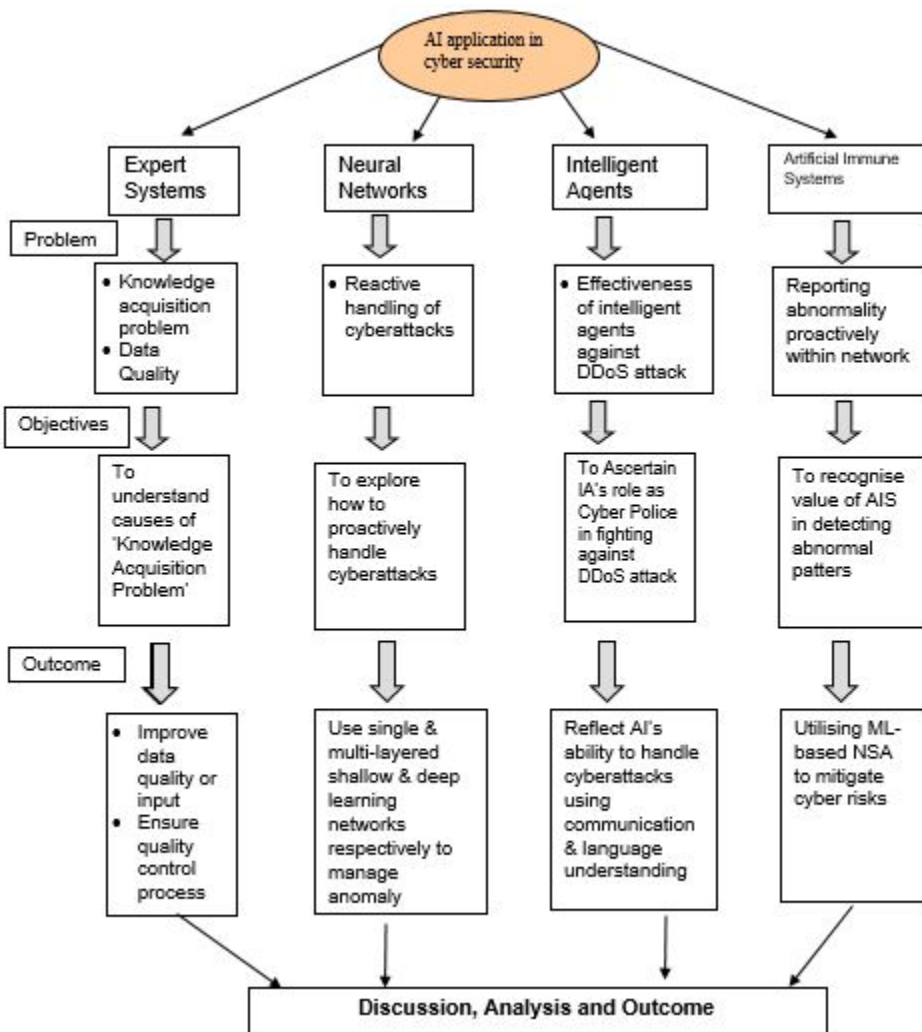 AI application in
cyber security
Expert
Systems
Neural
Networks
Intelligent
Agents
Artificial Immune
Systems
Problem
• Knowledge
acquisition
problem
• Data
Quality
• Reactive
handling of
cyberattacks
• Effectiveness
of intelligent
agents
against
DDoS attack
Reporting
abnormality
proactively
within network
Objectives
To
understand
causes of
'Knowledge
Acquisition
Problem'
To explore
how to
proactively
handle
cyberattacks
To Ascertain
IA's role as
Cyber Police
in fighting
against
DDoS attack
To recognise
value of AIS
in detecting
abnormal
patters
Outcome
• Improve
data
quality or
input
• Ensure
quality
control
process
Use single &
multi-layered
shallow & deep
learning
networks
respectively to
manage
anomaly
Reflect AI's
ability to handle
cyberattacks
using
communication
& language
understanding
Utilising ML-
based NSA
to mitigate
cyber risks
Discussion, Analysis and Outcome